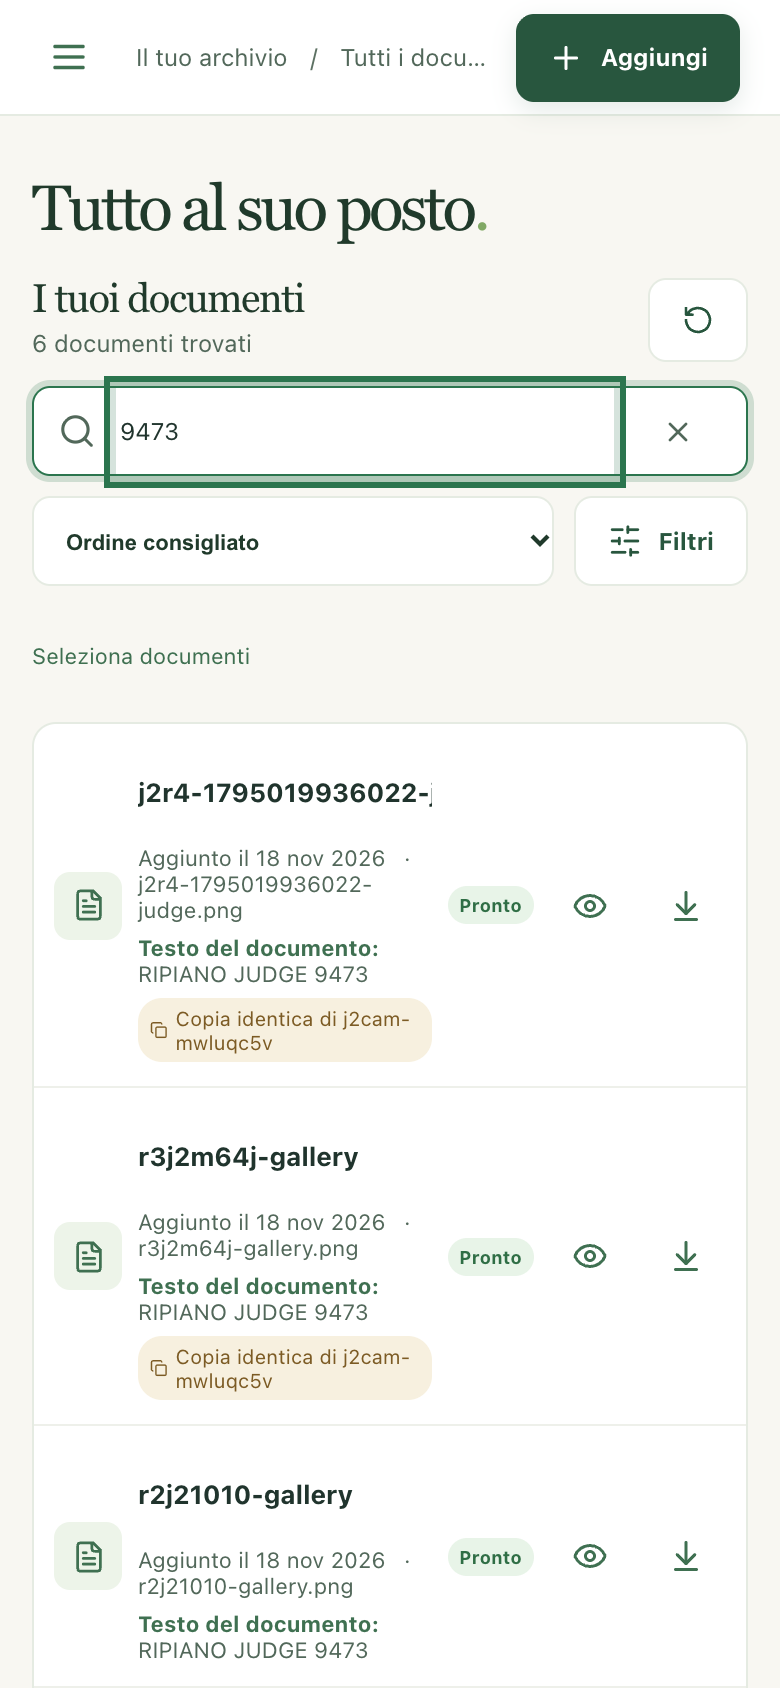 Il tuo archivio / Tutti i docu...
Aggiungi
Tutto al suo posto.
I tuoi documenti
6 documenti trovati
9473
Ordine consigliato
Filtri
Seleziona documenti
j2r4-1795019936022-j
Aggiunto il 18 nov 2026 ·
j2r4-1795019936022-
judge.png
Pronto
Testo del documento:
RIPIANO JUDGE 9473
Copia identica di j2cam-
mwluqc5v
r3j2m64j-gallery
Aggiunto il 18 nov 2026 ·
r3j2m64j-gallery.png
Pronto
Testo del documento:
RIPIANO JUDGE 9473
Copia identica di j2cam-
mwluqc5v
r2j21010-gallery
Aggiunto il 18 nov 2026 ·
r2j21010-gallery.png
Pronto
Testo del documento:
RIPIANO JUDGE 9473